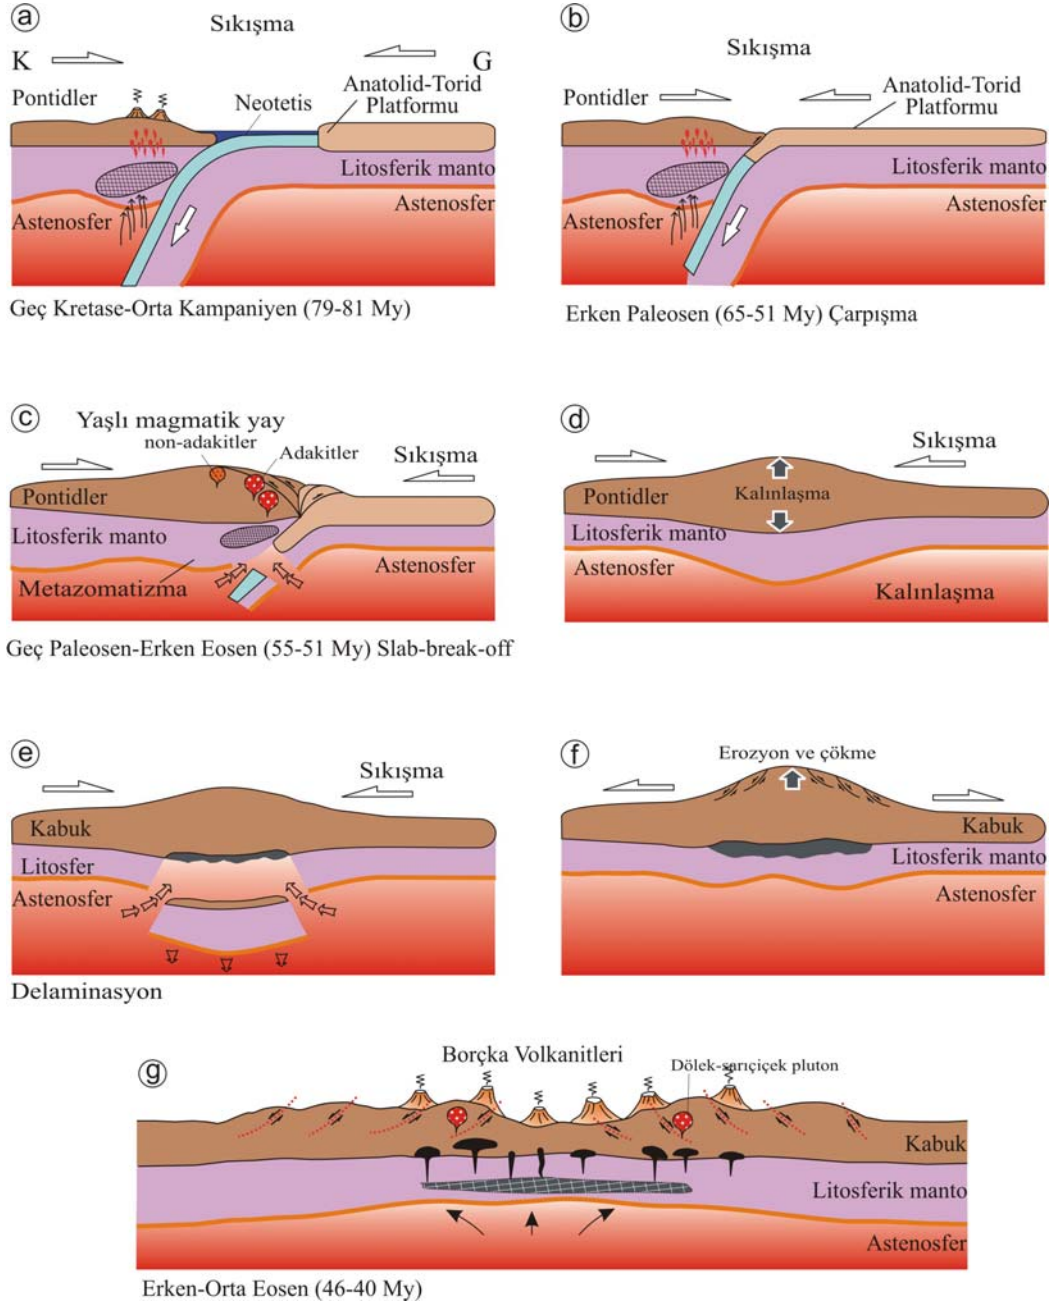 a
Sıkışma
K
G
Pontidler
Neotetis
Anatolid-Torid
Platformu
Litosferik manto
Astenosfer
Astenosfer
Geç Kretase-Orta Kampaniyen (79-81 My)
b
Sıkışma
Pontidler
Anatolid-Torid
Platformu
Litosferik manto
Astenosfer
Astenosfer
Erken Paleosen (65-51 My) Çarpışma
c
Yaşlı magmatik yay
non-adakitler
Adakitler
Sıkışma
Pontidler
Litosferik manto
Metazomatizma
Astenosfer
Geç Paleosen-Erken Eosen (55-51 My) Slab-break-off
d
Sıkışma
Pontidler
Kalınlaşma
Litosferik manto
Astenosfer
Kalınlaşma
e
Sıkışma
Kabuk
Litosfer
Astenosfer
Delaminasyon
f
Erozyon ve çökme
Kabuk
Litosferik manto
Astenosfer
g
Borçka Volkanitleri
Dölek-sarıçiçek pluton
Kabuk
Litosferik manto
Astenosfer
Erken-Orta Eosen (46-40 My)